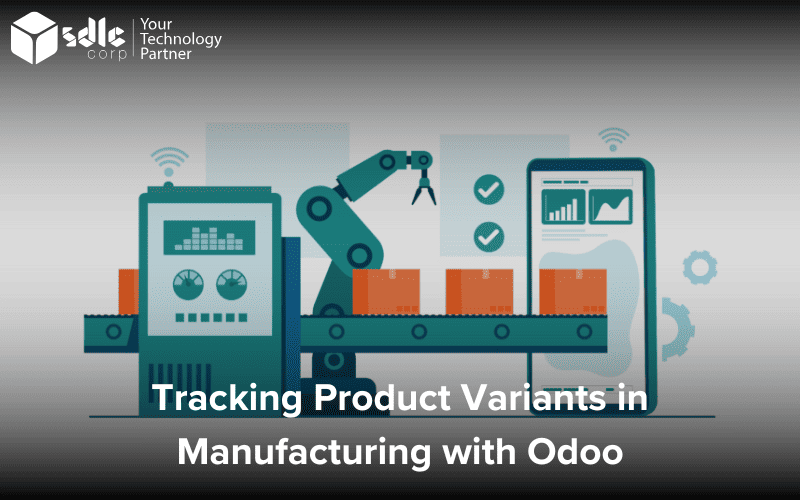 sdlc
corp
Your
Technology
Partner
Tracking Product Variants in
Manufacturing with Odoo